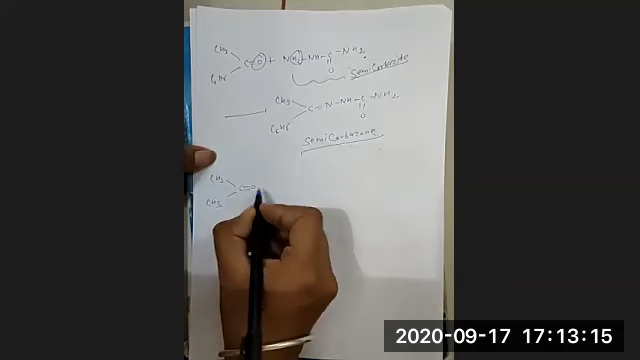 CH3 C=O + NH2-NH-C-NH2
C6H5 O SemiCarbazide
CH3 C=N-NH-C-NH2
C6H5 O
SemiCarbazone
CH3 C=O
CH3
2020-09-17 17:13:15